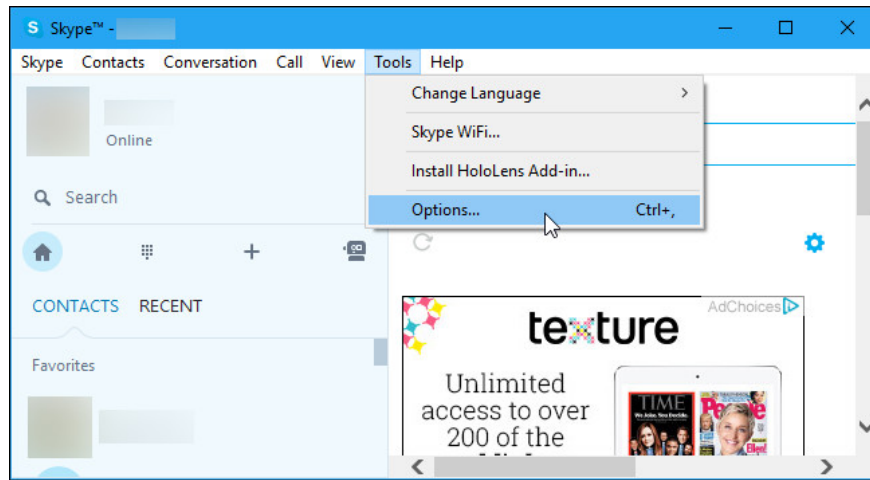 S Skype™ -
Skype Contacts Conversation Call View Tools Help
Change Language
Skype WiFi...
Install HoloLens Add-in...
Options... Ctrl+,
Online
Search
CONTACTS RECENT
Favorites
AdChoices
texture
Unlimited
access to over
200 of the
TIME
People